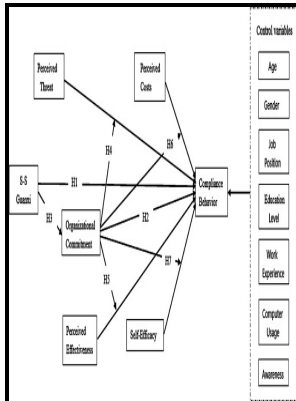 Control variables
Perceived
Threat
Perceived
Costs
Age
Gender
H4
H6
Job
Position
S-S
Guanxi
H1
Compliance
Behavior
H3
Organizational
Commitment
H2
Education
Level
H7
Work
Experience
H5
Computer
Usage
Perceived
Effectiveness
Self-Efficacy
Awareness